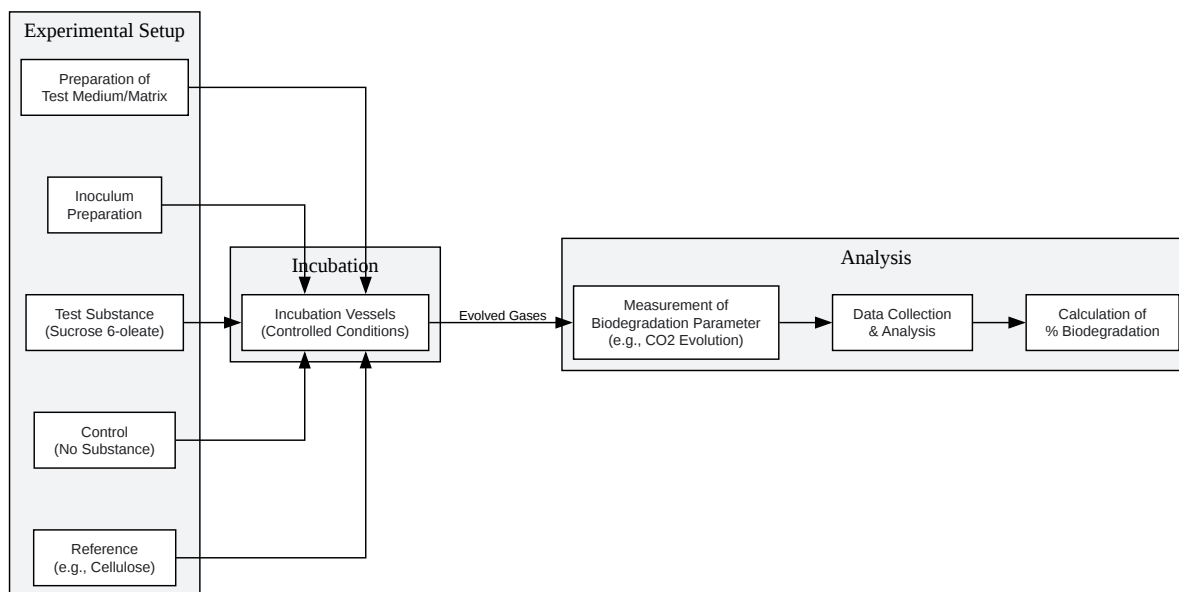 Experimental Setup
Preparation of
Test Medium/Matrix
Inoculum
Preparation
Test Substance
(Sucrose 6-oleate)
Control
(No Substance)
Reference
(e.g., Cellulose)
Incubation
Incubation Vessels
(Controlled Conditions)
Evolved Gases
Analysis
Measurement of
Biodegradation Parameter
(e.g., CO2 Evolution)
Data Collection
& Analysis
Calculation of
% Biodegradation